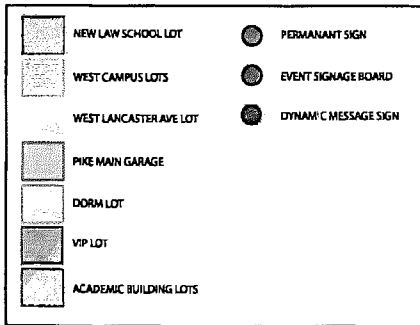 NEW LAW SCHOOL LOT
WEST CAMPUS LOTS
WEST LANCASTER AVE LOT
PIKE MAIN GARAGE
DORM LOT
VIP LOT
ACADEMIC BUILDING LOTS
PERMANANT SIGN
EVENT SIGNAGE BOARD
DYNAMIC MESSAGE SIGN